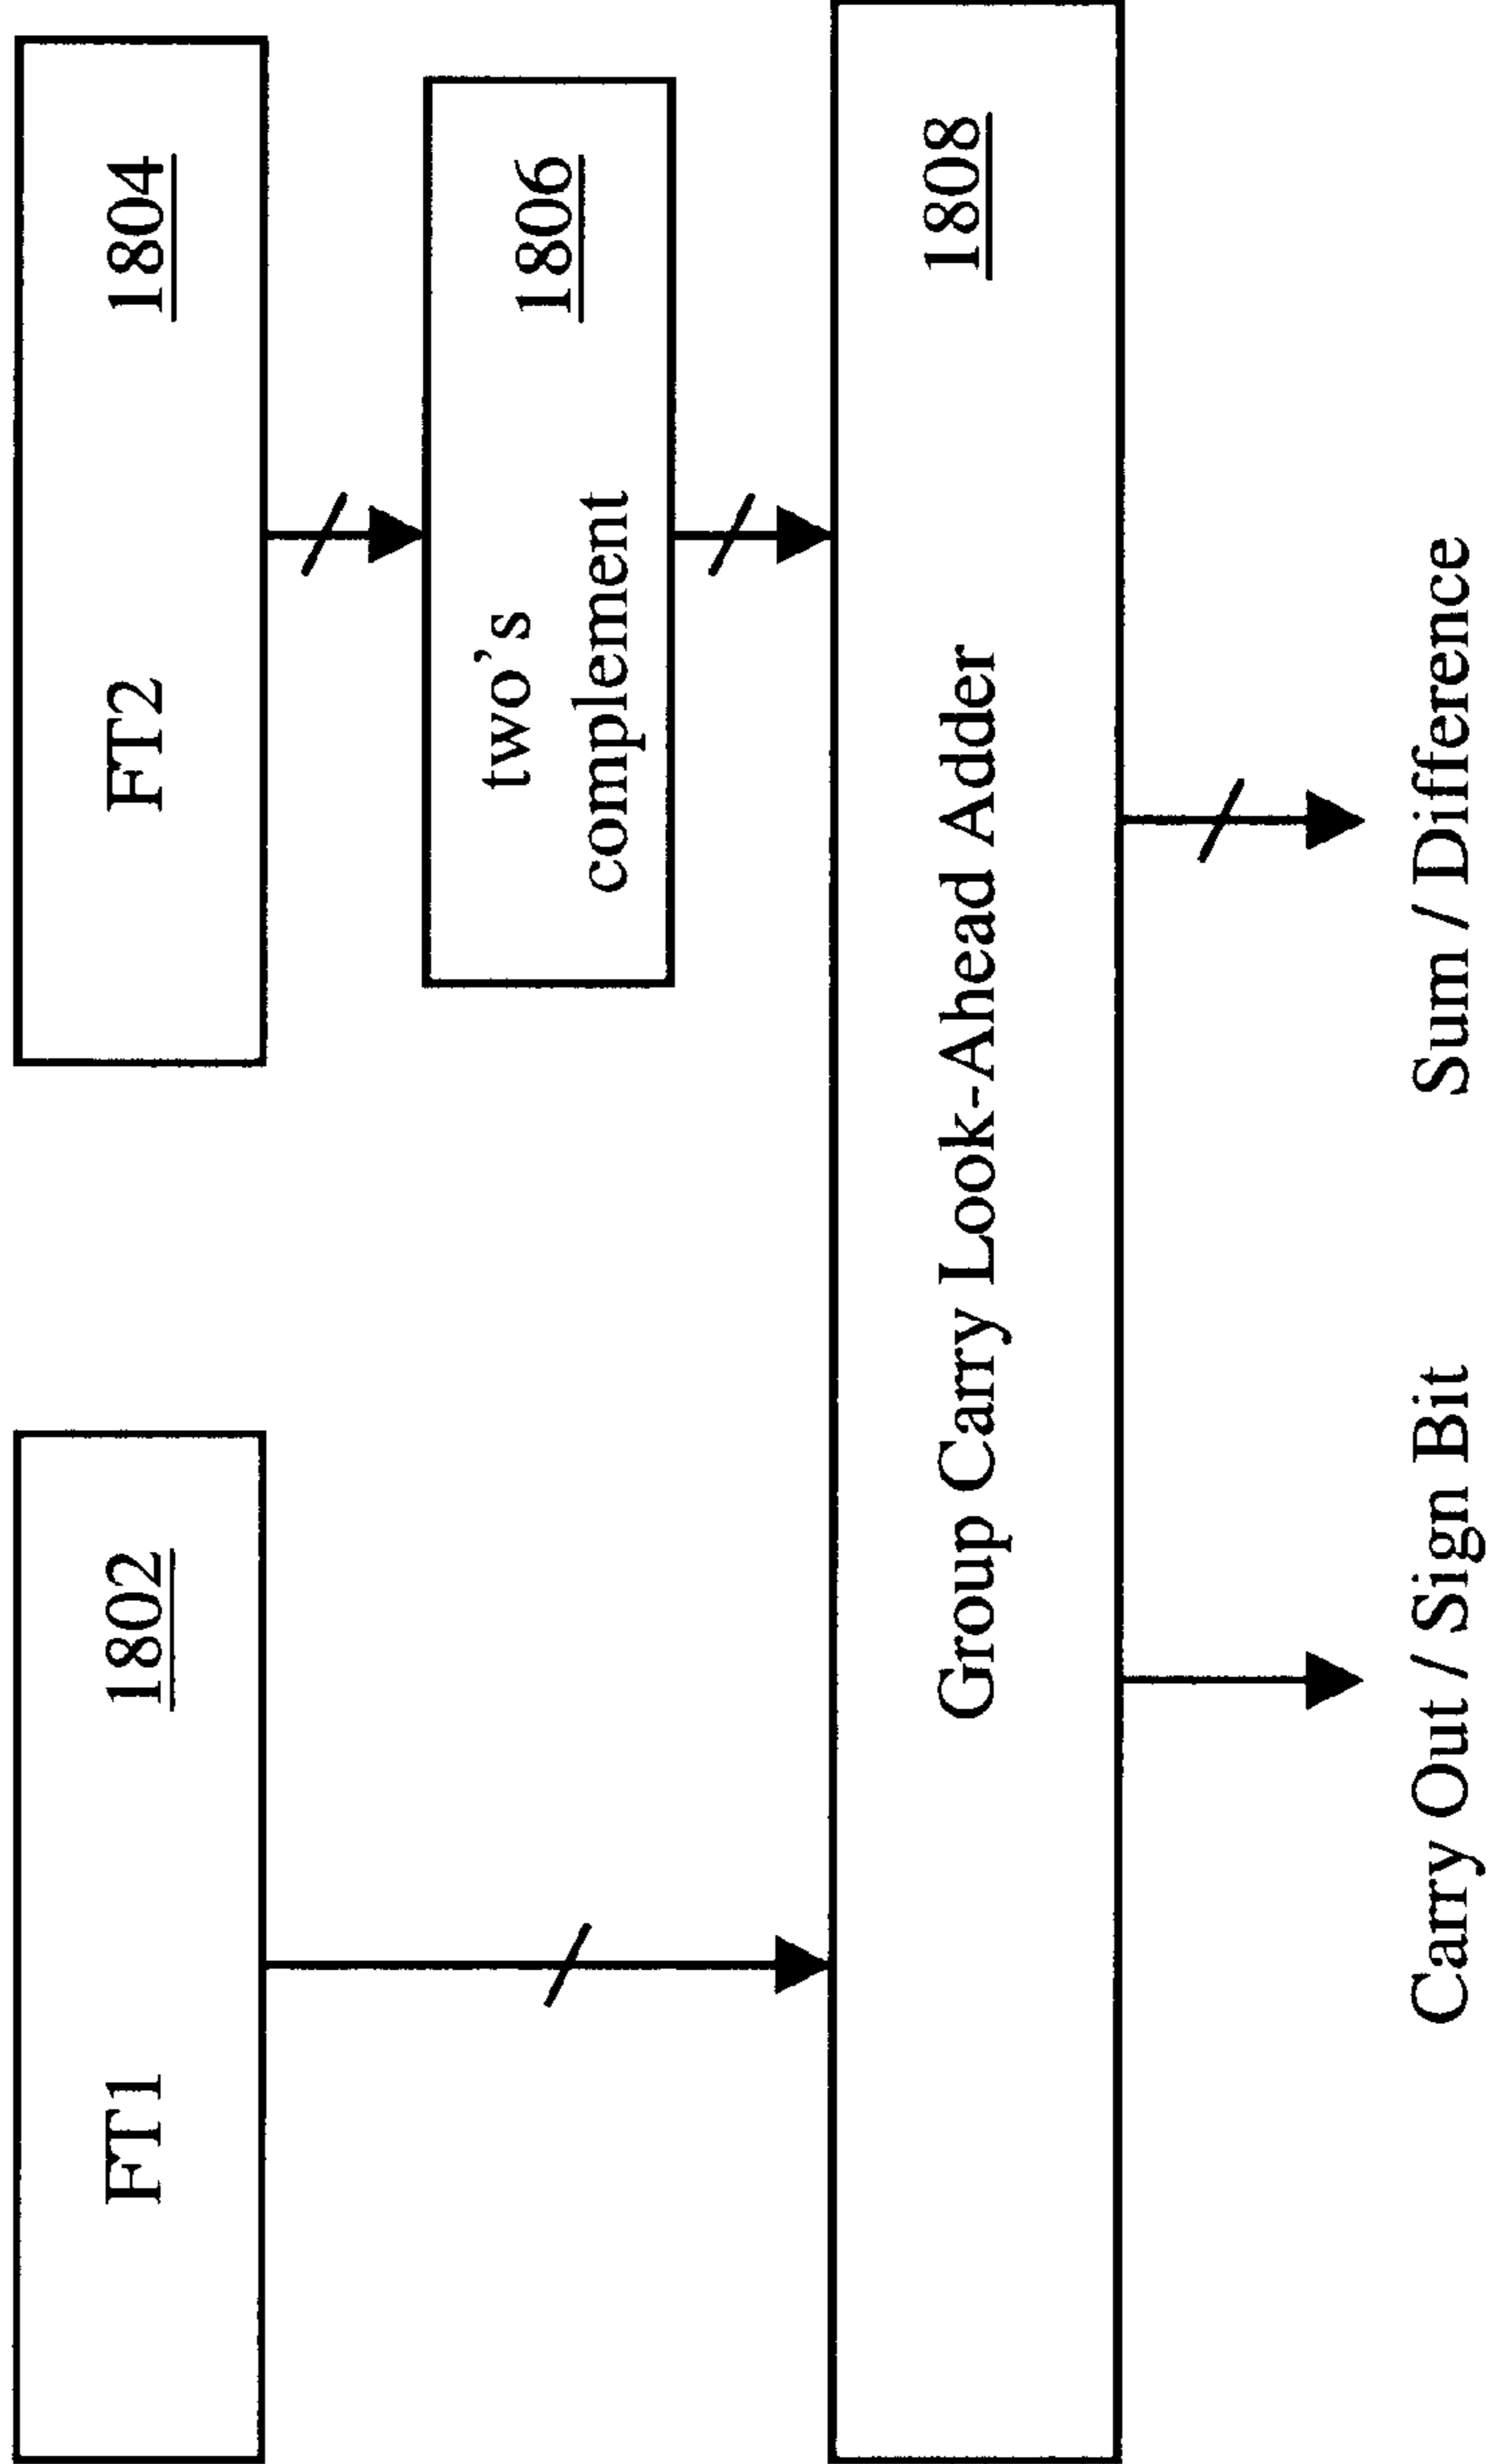 FT1 1802
FT2 1804
two's
complement
1806
Group Carry Look-Ahead Adder
1808
Carry Out / Sign Bit
Sum / Difference